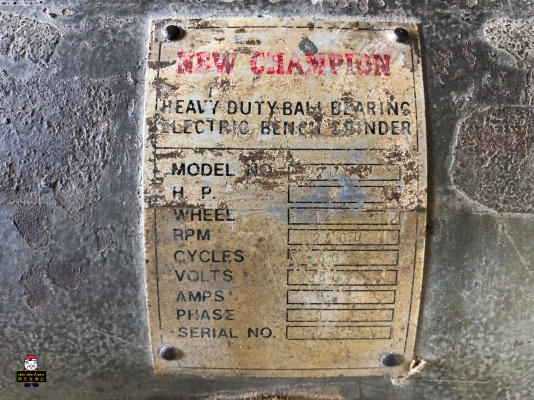 NEW CHAMPION
HEAVY DUTY BALL BEARING
ELECTRIC BENCH GRINDER
MODEL NO.
H P
WHEEL
RPM
CYCLES
VOLTS
AMPS
PHASE
SERIAL NO.